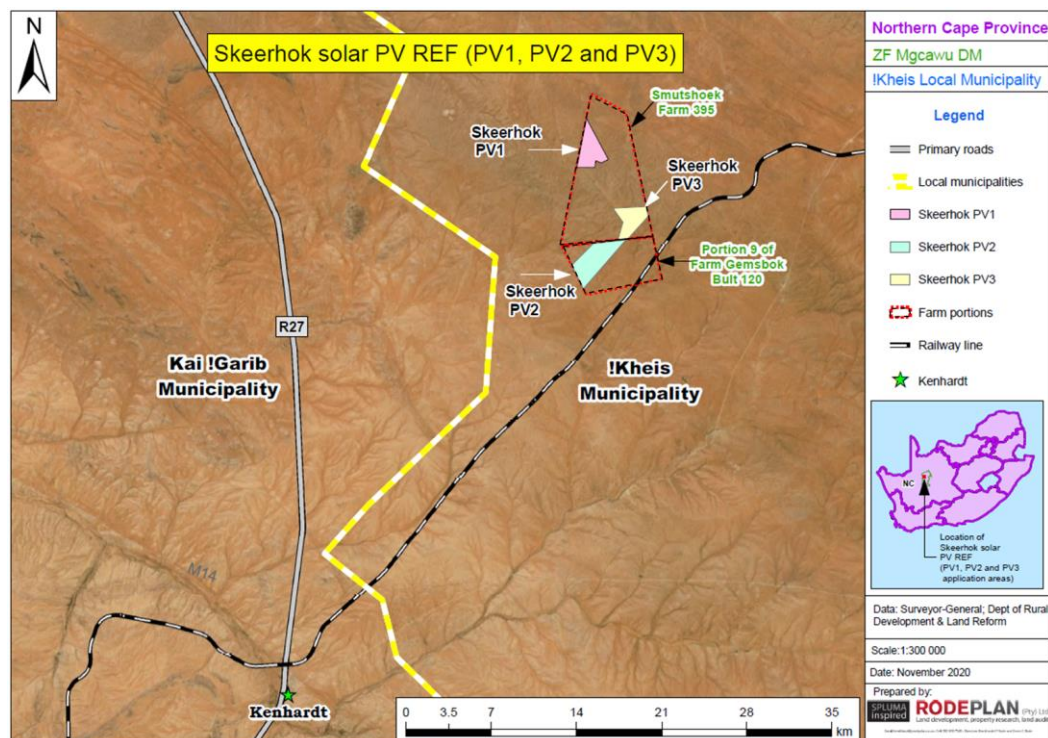 N
Skeerhok solar PV REF (PV1, PV2 and PV3)
Smutshoek
Farm 395
Skeerhok
PV1
Skeerhok
PV3
Portion 9 of
Farm Gemsbok
Bult 120
Skeerhok
PV2
R27
Kai !Garib
Municipality
!Kheis
Municipality
M14
Kenhardt
0 3.5 7 14 21 28 35
km
Northern Cape Province
ZF Mgcawu DM
!Kheis Local Municipality
Legend
Primary roads
Local municipalities
Skeerhok PV1
Skeerhok PV2
Skeerhok PV3
Farm portions
Railway line
Kenhardt
NC
Location of
Skeerhok solar
PV REF
(PV1, PV2 and PV3
application areas)
Data: Surveyor-General; Dept of Rural
Development & Land Reform
Scale:1:300 000
Date: November 2020
Prepared by:
SPLUMA
inspired
RODEPLAN (Pty) Ltd
Land development, property research, land audit